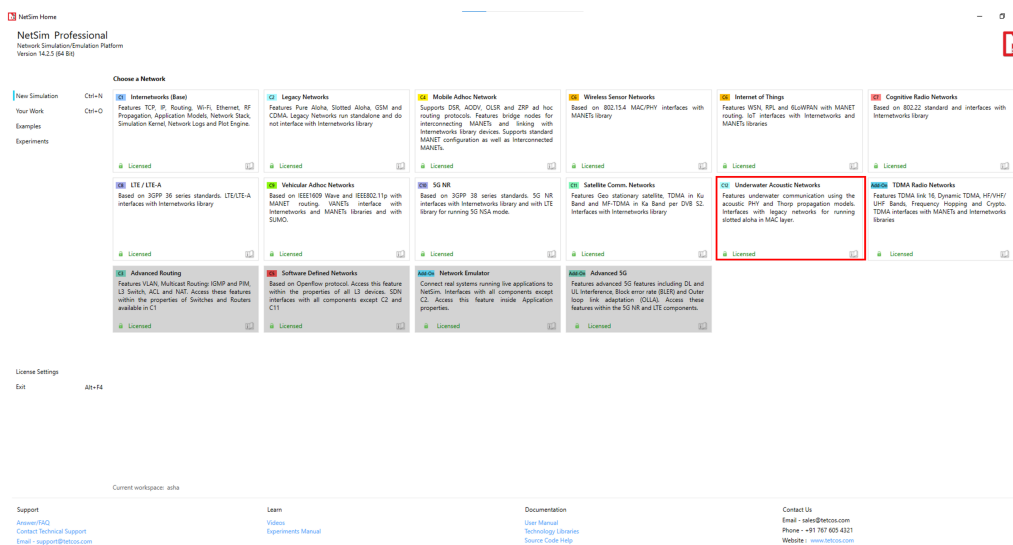 NetSim Home
NetSim Professional
Network Simulation/Emulation Platform
Version 14.2.5 (64 Bit)
Choose a Network
New Simulation Ctrl+N
Your Work Ctrl+O
Examples
Experiments
C1 Internetworks (Base)
Features TCP, IP, Routing, Wi-Fi, Ethernet, RF
Propagation, Application Models, Network Stack,
Simulation Kernel, Network Logs and Plot Engine.
Licensed
C2 Legacy Networks
Features Pure Aloha, Slotted Aloha, GSM and
CDMA. Legacy Networks run standalone and do
not interface with Internetworks library
Licensed
C4 Mobile Adhoc Network
Supports DSR, AODV, OLSR and ZRP ad hoc
routing protocols. Features bridge nodes for
interconnecting MANETs and linking with
Internetworks library devices. Supports standard
MANET configuration as well as Interconnected
MANETs.
Licensed
Wireless Sensor Networks
Based on 802.15.4 MAC/PHY interfaces with
MANETs library
Licensed
Internet of Things
Features WSN, RPL and 6LoWPAN with MANET
routing. IoT interfaces with Internetworks and
MANETs libraries
Licensed
C7 Cognitive Radio Networks
Based on 802.22 standard and interfaces with
Internetworks library
Licensed
C8 LTE / LTE-A
Based on 3GPP 36 series standards. LTE/LTE-A
interfaces with Internetworks library
Licensed
C9 Vehicular Adhoc Networks
Based on IEEE1609 Wave and IEEE802.11p with
MANET routing. VANETs interface with
Internetworks and MANETs libraries and with
SUMO.
Licensed
C10 5G NR
Based on 3GPP 38 series standards. 5G NR
interfaces with Internetworks library and with LTE
library for running 5G NSA mode.
Licensed
C11 Satellite Comm. Networks
Features Geo stationary satellite, TDMA in Ku
Band and MF-TDMA in Ka Band per DVB S2.
Interfaces with Internetworks library
Licensed
C12 Underwater Acoustic Networks
Features underwater communication using the
acoustic PHY and Thorp propagation models.
Interfaces with legacy networks for running
slotted aloha in MAC layer.
Licensed
Add-On TDMA Radio Networks
Features TDMA link 16, Dynamic TDMA, HF/VHF/
UHF Bands, Frequency Hopping and Crypto.
TDMA interfaces with MANETs and Internetworks
libraries
Licensed
C3 Advanced Routing
Features VLAN, Multicast Routing: IGMP and PIM,
L3 Switch, ACL and NAT. Access these features
within the properties of Switches and Routers
available in C1
Licensed
Software Defined Networks
Based on Openflow protocol. Access this feature
within the properties of all L3 devices. SDN
interfaces with all components except C2 and
C11
Licensed
Add-On Network Emulator
Connect real systems running live applications to
NetSim. Interfaces with all components except
C2. Access this feature inside Application
properties.
Licensed
Add-On Advanced 5G
Features advanced 5G features including DL and
UL Interference, Block error rate (BLER) and Outer
loop link adaptation (OLLA). Access these
features within the 5G NR and LTE components.
Licensed
License Settings
Exit Alt+F4
Current workspace: asha
Support
Answer/FAQ
Contact Technical Support
Email - support@tetcos.com
Learn
Videos
Experiments Manual
Documentation
User Manual
Technology Libraries
Source Code Help
Contact Us
Email - sales@tetcos.com
Phone - +91 767 605 4321
Website : www.tetcos.com